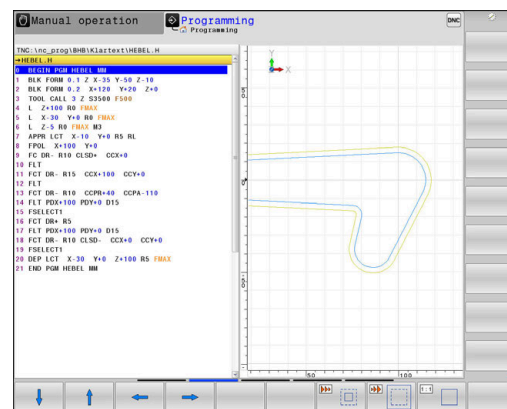 Manual operation
Programming
Programming
DNC
TNC:\nc_prog\BHB\Klartext\HEBEL.H
→HEBEL.H
0 BEGIN PGM HEBEL MM
1 BLK FORM 0.1 Z X-35 Y-50 Z-10
2 BLK FORM 0.2 X+120 Y+20 Z+0
3 TOOL CALL 3 Z S3500 F500
4 L Z+100 R0 FMAX
5 L X-30 Y+0 R0 FMAX
6 L Z-5 R0 FMAX M3
7 APPR LCT X-10 Y+0 R5 RL
8 FPOL X+100 Y+0
9 FC DR- R10 CLSD+ CCX+0
10 FLT
11 FCT DR- R15 CCX+100 CCY+0
12 FLT
13 FCT DR- R10 CCPR+40 CCPA-110
14 FLT PDX+100 PDY+0 D15
15 FSELECT1
16 FCT DR+ R5
17 FLT PDX+100 PDY+0 D15
18 FCT DR- R10 CLSD- CCX+0 CCY+0
19 FSELECT1
20 DEP LCT X-30 Y+0 Z+100 R5 FMAX
21 END PGM HEBEL MM
Y
X
50
0
-50
50
100
1:1